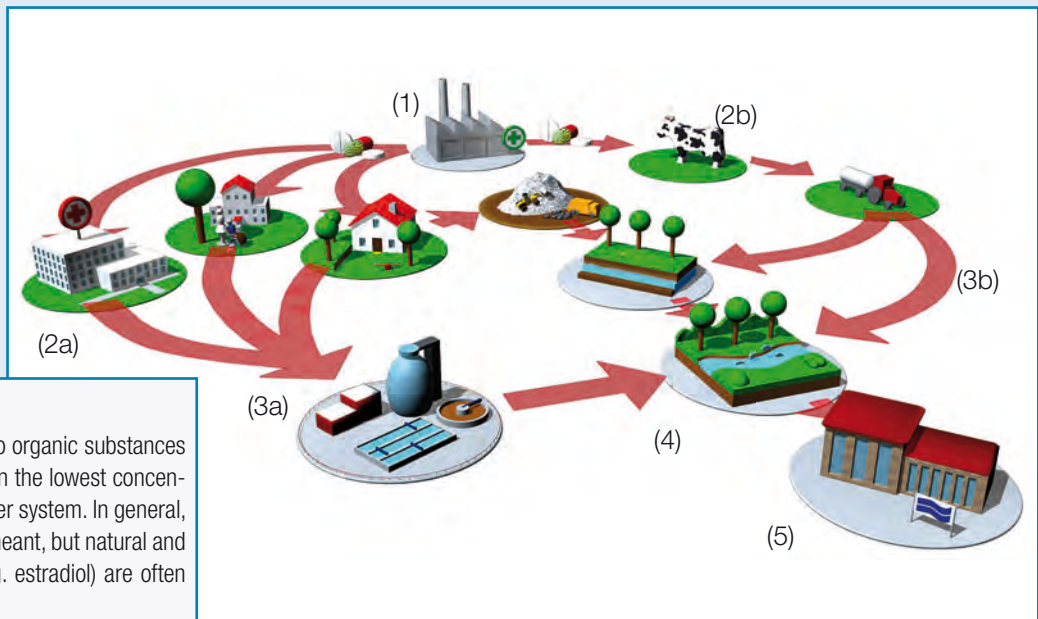 (1)
(2b)
(3b)
(2a)
(3a)
(4)
(5)
o organic substances
n the lowest concen-
er system. In general,
neant, but natural and
. estradiol) are often